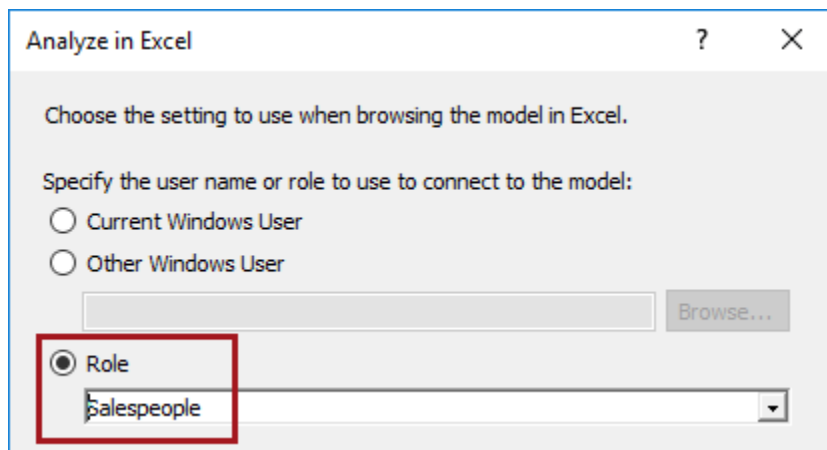 Analyze in Excel ?
Choose the setting to use when browsing the model in Excel.
Specify the user name or role to use to connect to the model:
Current Windows User
Other Windows User
Browse...
Role
Salespeople